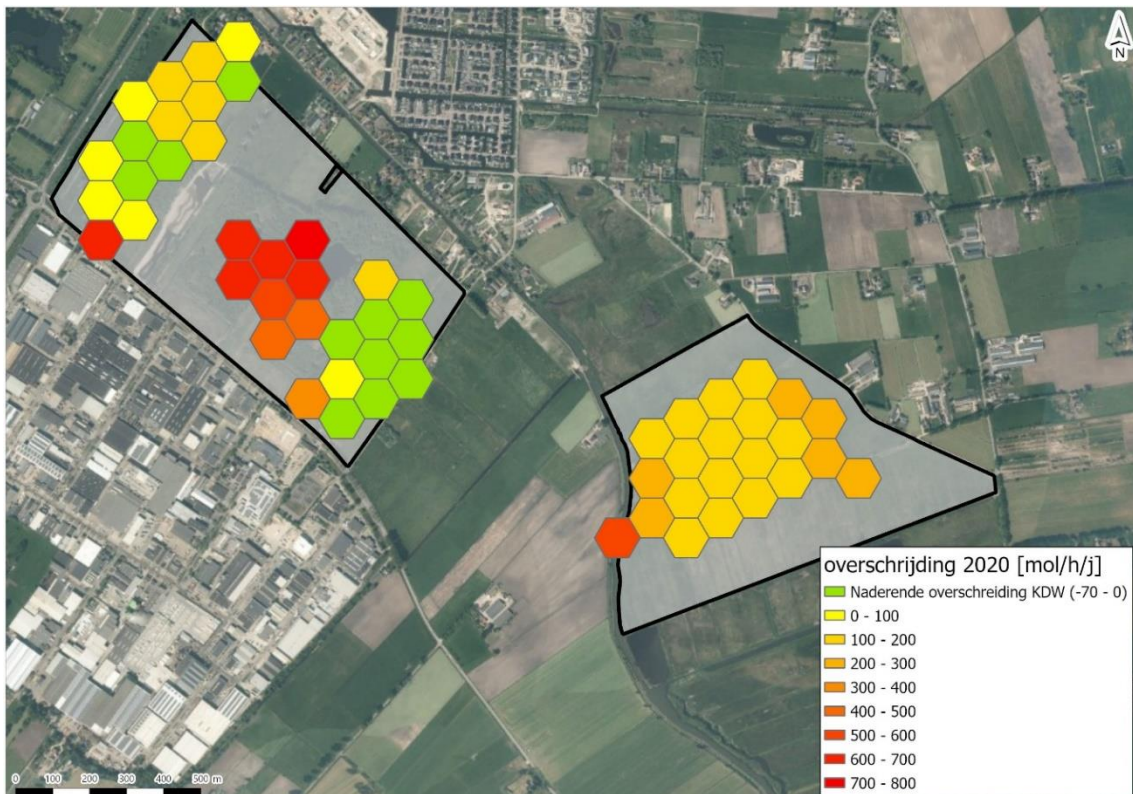 N
overschrijding 2020 [mol/h/j]
Naderende overschreiding KDW (-70 - 0)
0 - 100
100 - 200
200 - 300
300 - 400
400 - 500
500 - 600
600 - 700
700 - 800
0 100 200 300 400 500 m